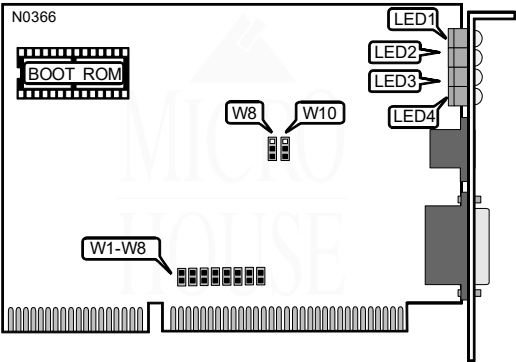 N0366
LED1
LED2
BOOT ROM
LED3
LED4
W8 W10
MICRO
HOUSE
W1-W8